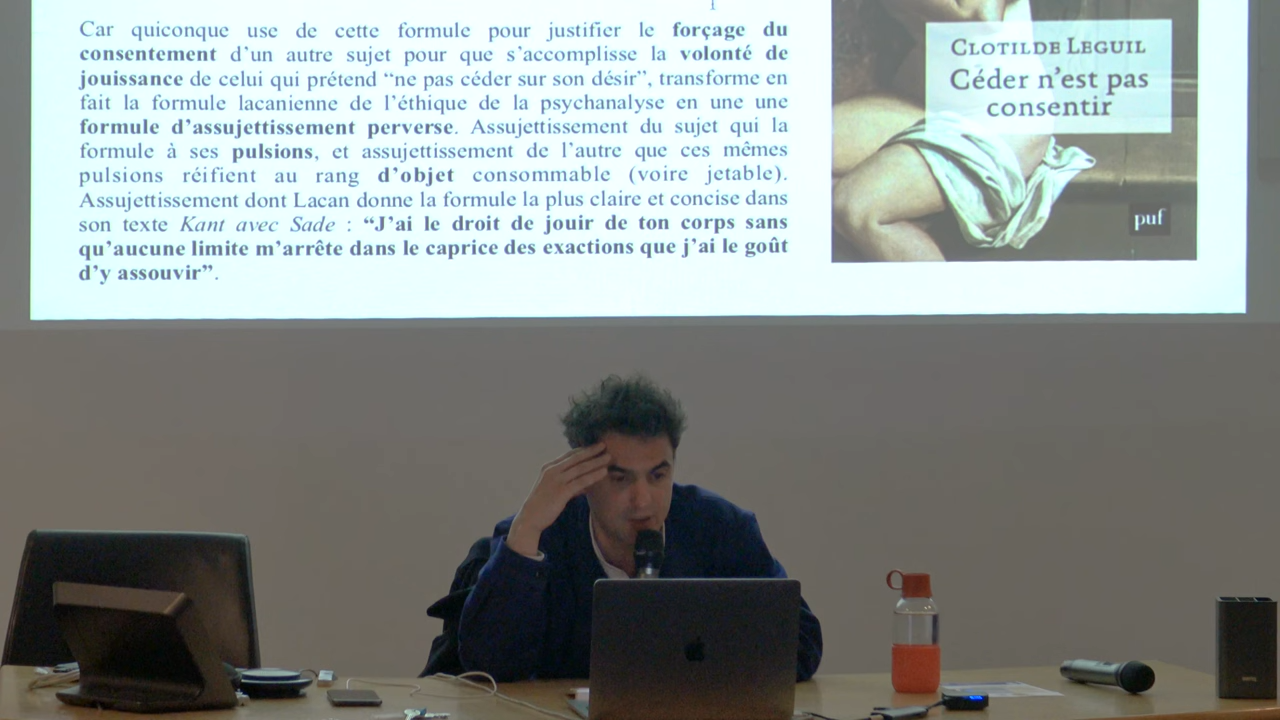 Car quiconque use de cette formule pour justifier le forçage du
consentement d'un autre sujet pour que s'accomplisse la volonté de
jouissance de celui qui prétend “ne pas céder sur son désir”, transforme en
fait la formule lacanienne de l'éthique de la psychanalyse en une une
formule d'assujettissement perverse. Assujettissement du sujet qui la
formule à ses pulsions, et assujettissement de l'autre que ces mêmes
pulsions réifient au rang d'objet consommable (voire jetable).
Assujettissement dont Lacan donne la formule la plus claire et concise dans
son texte Kant avec Sade : “J'ai le droit de jouir de ton corps sans
qu'aucune limite m'arrête dans le caprice des exactions que j'ai le goût
d'y assouvir”.
CLOTILDE LEGUIL
Céder n'est pas
consentir
puf